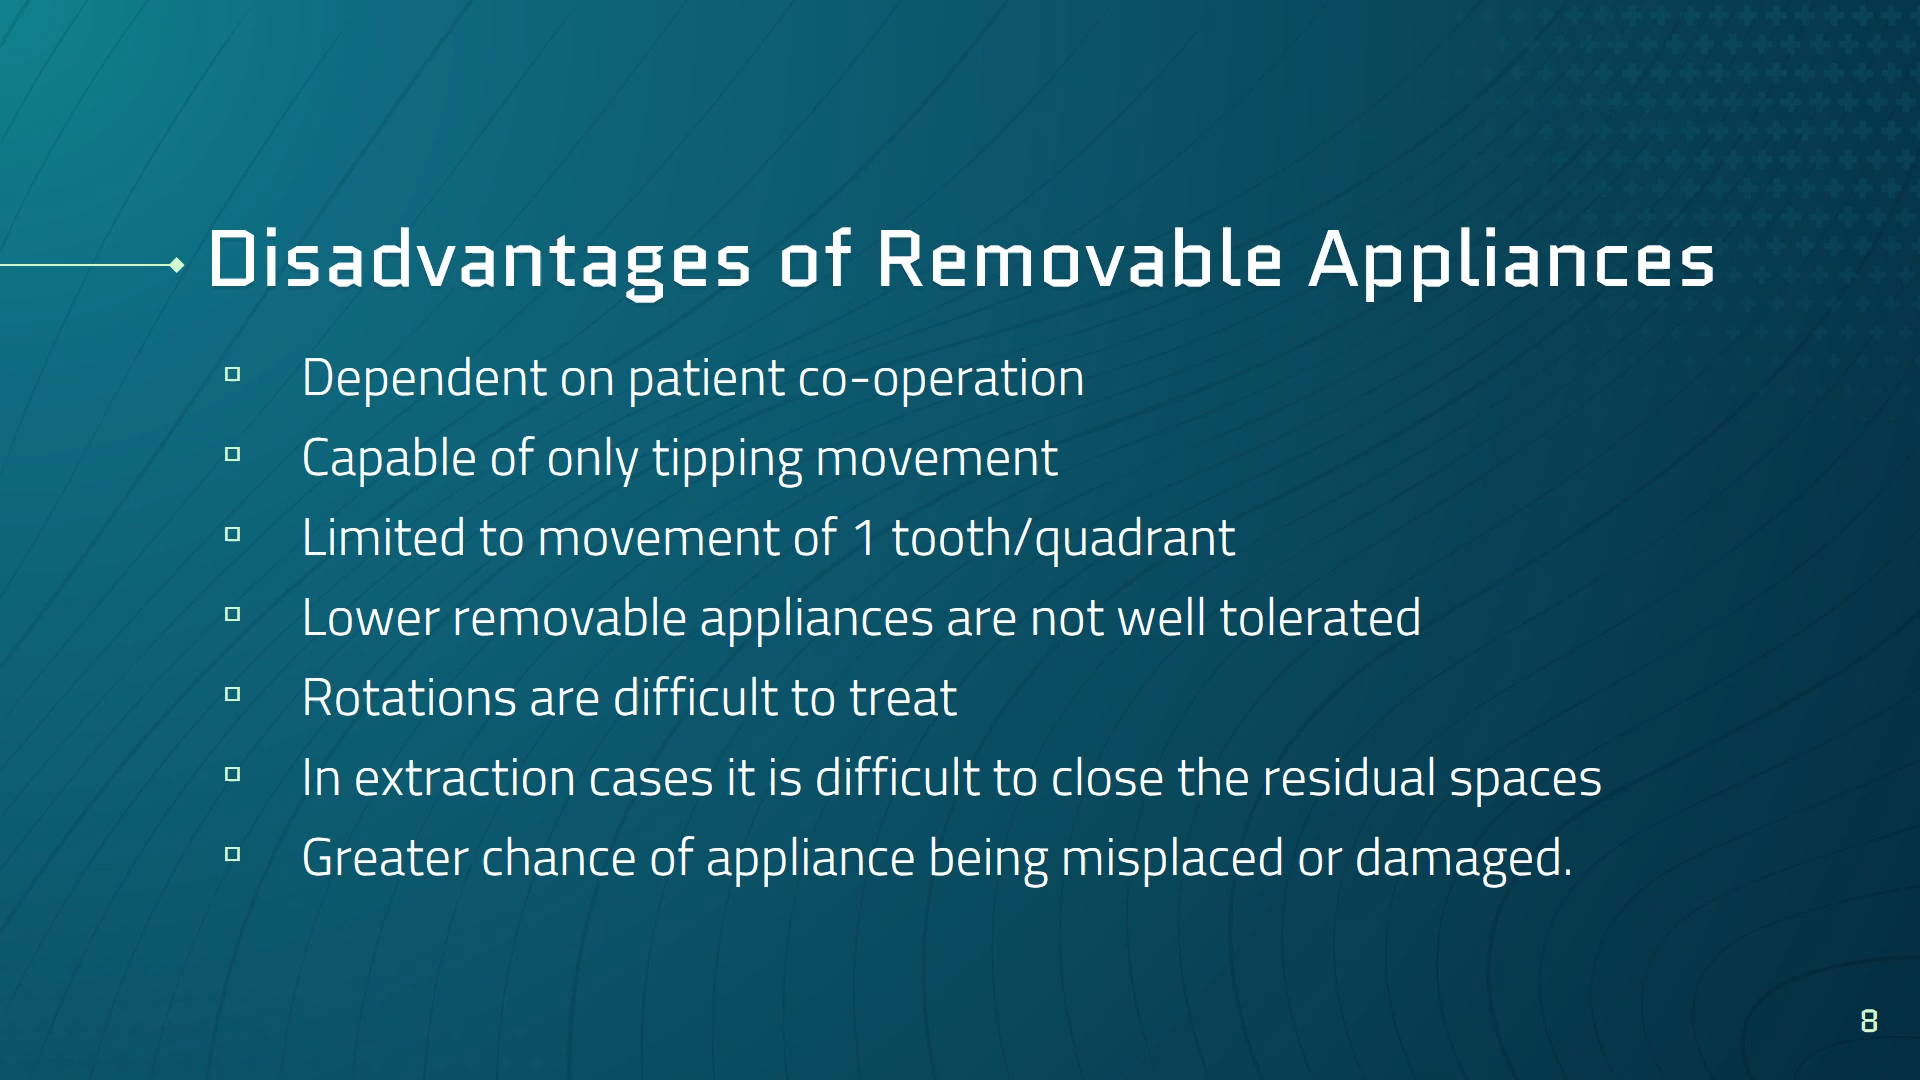 Disadvantages of Removable Appliances
▫ Dependent on patient co-operation
▫ Capable of only tipping movement
▫ Limited to movement of 1 tooth/quadrant
▫ Lower removable appliances are not well tolerated
▫ Rotations are difficult to treat
▫ In extraction cases it is difficult to close the residual spaces
▫ Greater chance of appliance being misplaced or damaged.
8